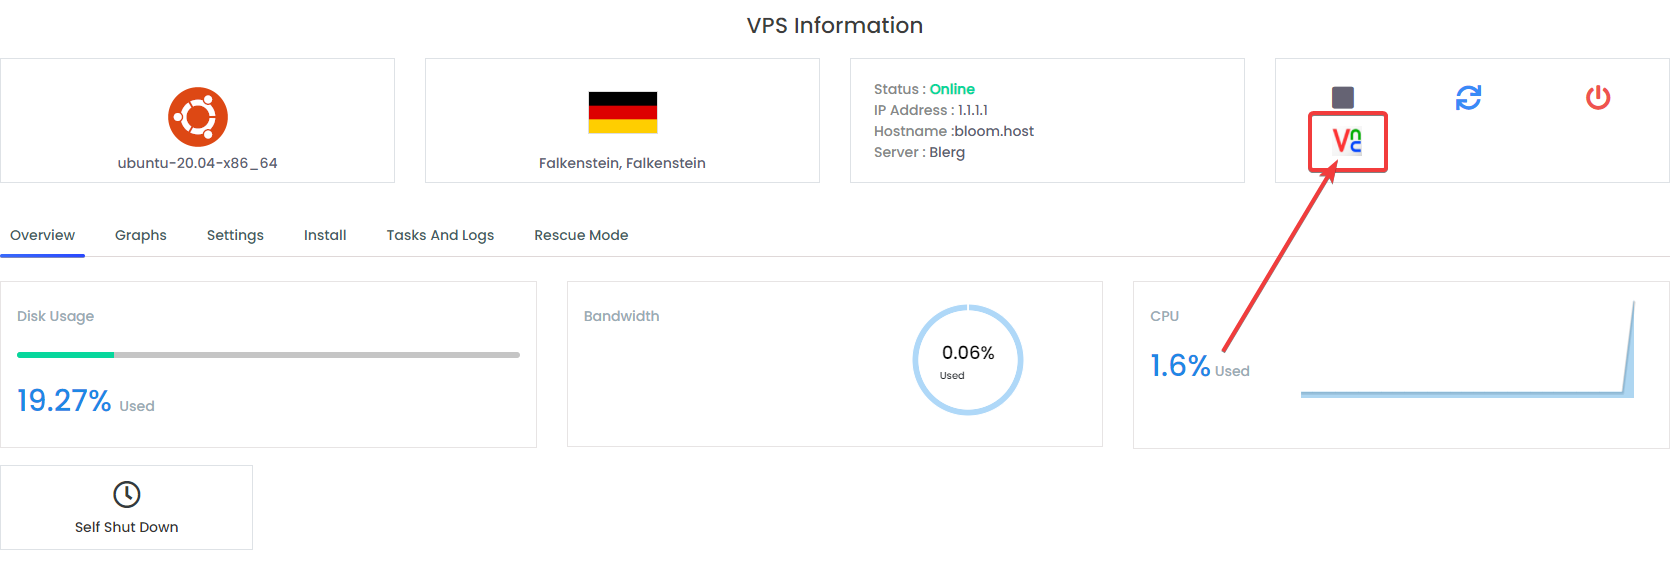 VPS Information
ubuntu-20.04-x86_64
Falkenstein, Falkenstein
Status : Online
IP Address : 1.1.1.1
Hostname :bloom.host
Server : Blerg
Vnc
Overview
Graphs
Settings
Install
Tasks And Logs
Rescue Mode
Disk Usage
19.27% Used
Bandwidth
0.06%
Used
CPU
1.6% Used
Self Shut Down